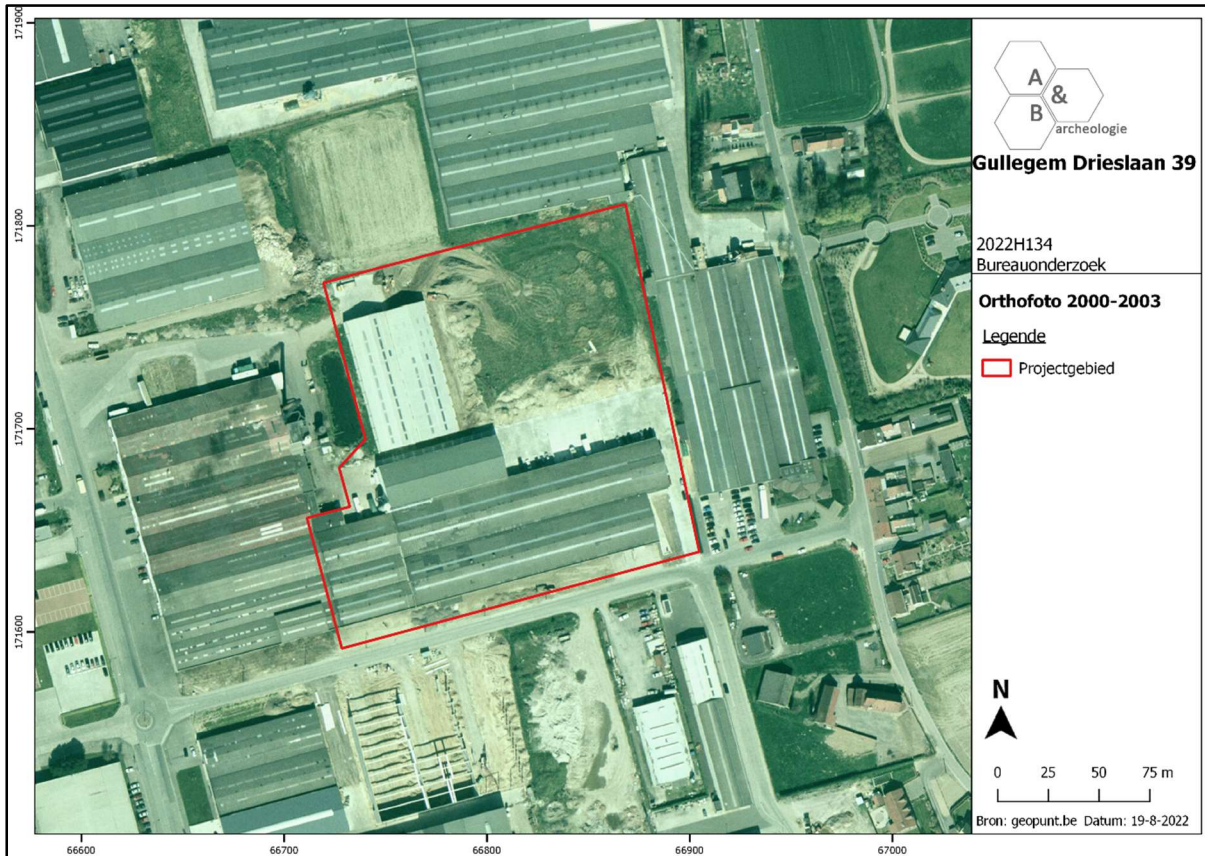 171900
171800
171700
171600
66600
66700
66800
66900
67000
A
&
B
archeologie
Gullegem Drieslaan 39
2022H134
Bureauonderzoek
Orthofoto 2000-2003
Legende
Projectgebied
N
0 25 50 75 m
Bron: geopunt.be Datum: 19-8-2022